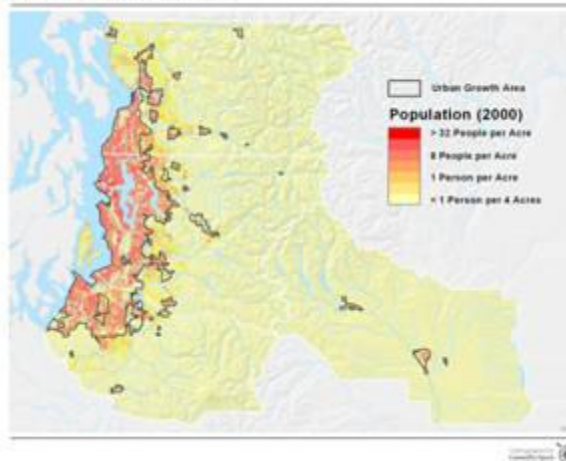 Urban Growth Area
Population (2000)
> 32 People per Acre
8 People per Acre
1 Person per Acre
< 1 Person per 4 Acres